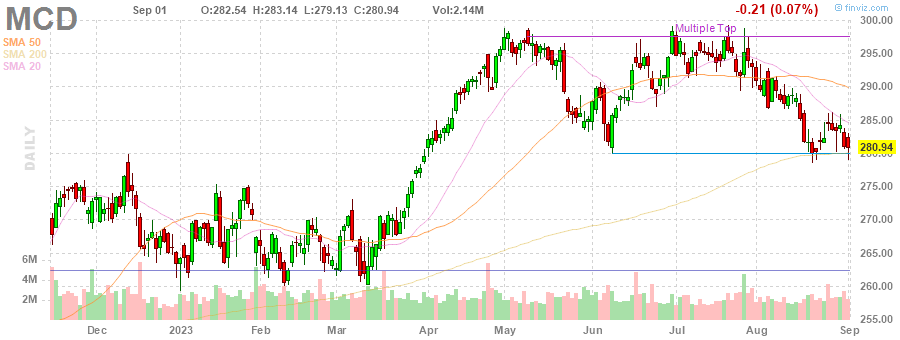 MCD
Sep 01 O:282.54 H:283.14 L:279.13 C:280.94 Vol:2.14M -0.21 (0.07%) finviz.com
SMA 50
SMA 200
SMA 20
DAILY
Multiple Top
300.00
295.00
290.00
285.00
280.94
280.00
275.00
270.00
265.00
260.00
255.00
6M
4M
2M
Dec 2023 Feb Mar Apr May Jun Jul Aug Sep